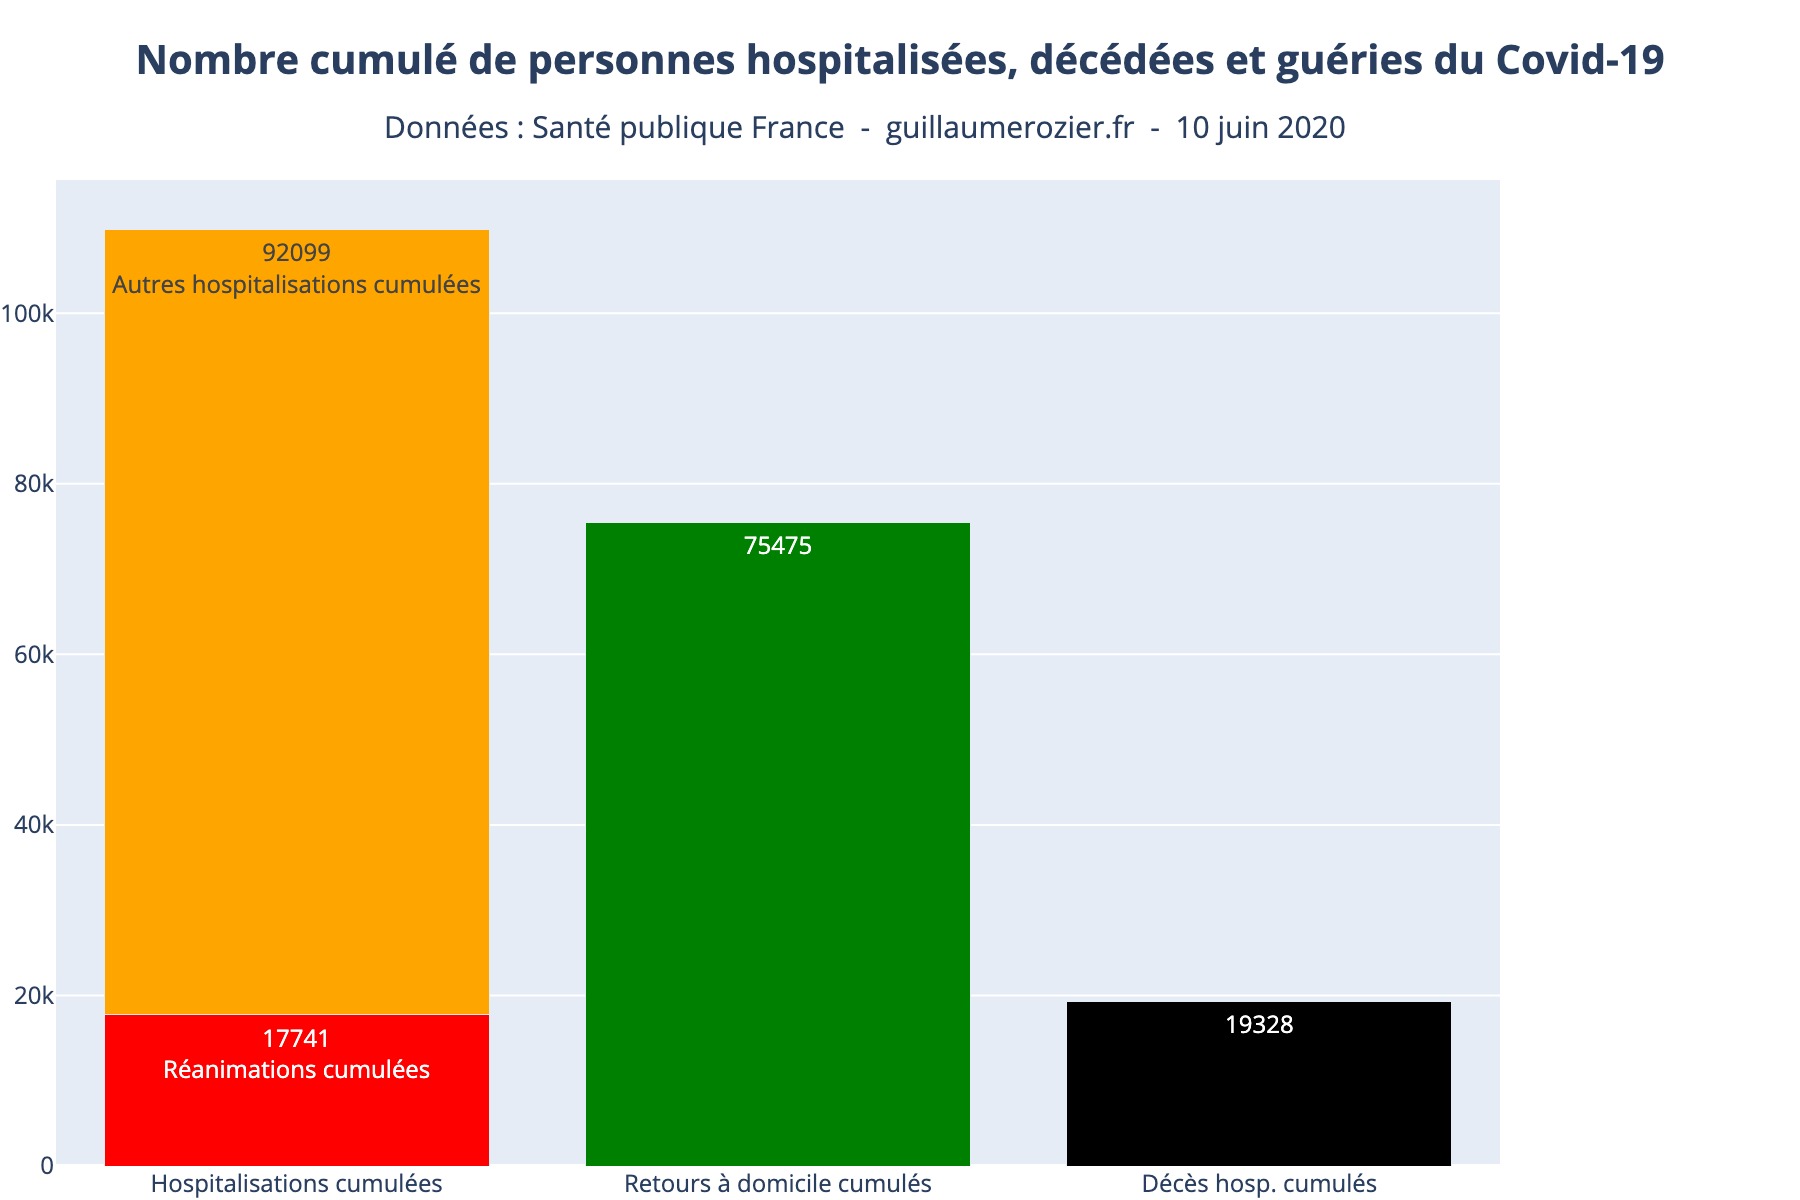 Nombre cumulé de personnes hospitalisées, décédées et guéries du Covid-19
Données : Santé publique France - guillaumerozier.fr - 10 juin 2020
92099
Autres hospitalisations cumulées
100k
80k
75475
60k
40k
20k
17741
Réanimations cumulées
19328
0
Hospitalisations cumulées
Retours à domicile cumulés
Décès hosp. cumulés